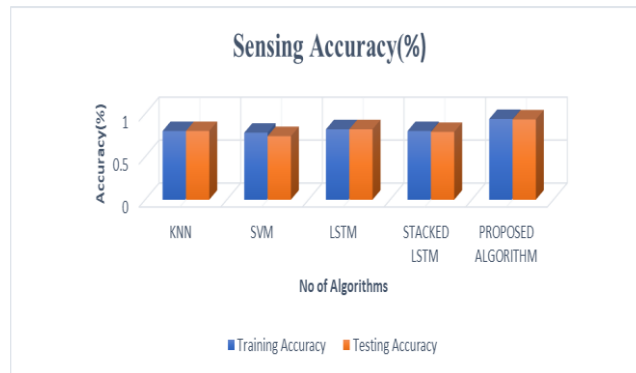 Sensing Accuracy(%)
Accuracy(%)
1
0.5
0
KNN
SVM
LSTM
STACKED
LSTM
PROPOSED
ALGORITHM
No of Algorithms
Training Accuracy
Testing Accuracy